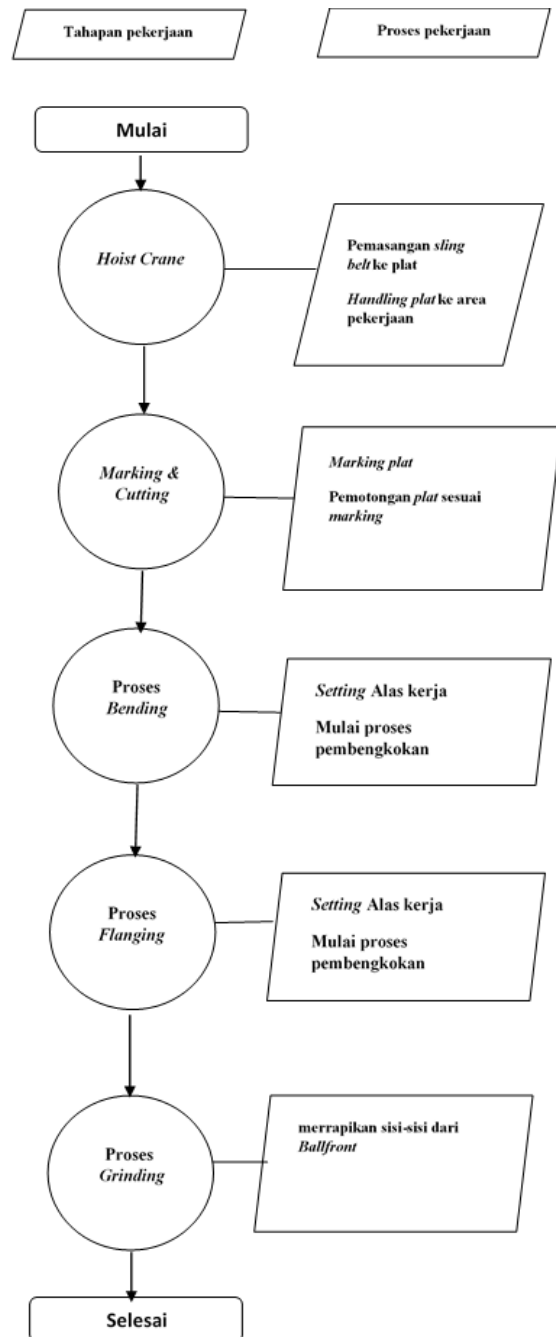 Tahapan pekerjaan
Proses pekerjaan
Mulai
Hoist Crane
Pemasangan sling
belt ke plat
Handling plat ke area
pekerjaan
Marking &
Cutting
Marking plat
Pemotongan plat sesuai
marking
Proses
Bending
Setting Alas kerja
Mulai proses
pembengkokan
Proses
Flanging
Setting Alas kerja
Mulai proses
pembengkokan
Proses
Grinding
merrapikan sisi-sisi dari
Ballfront
Selesai